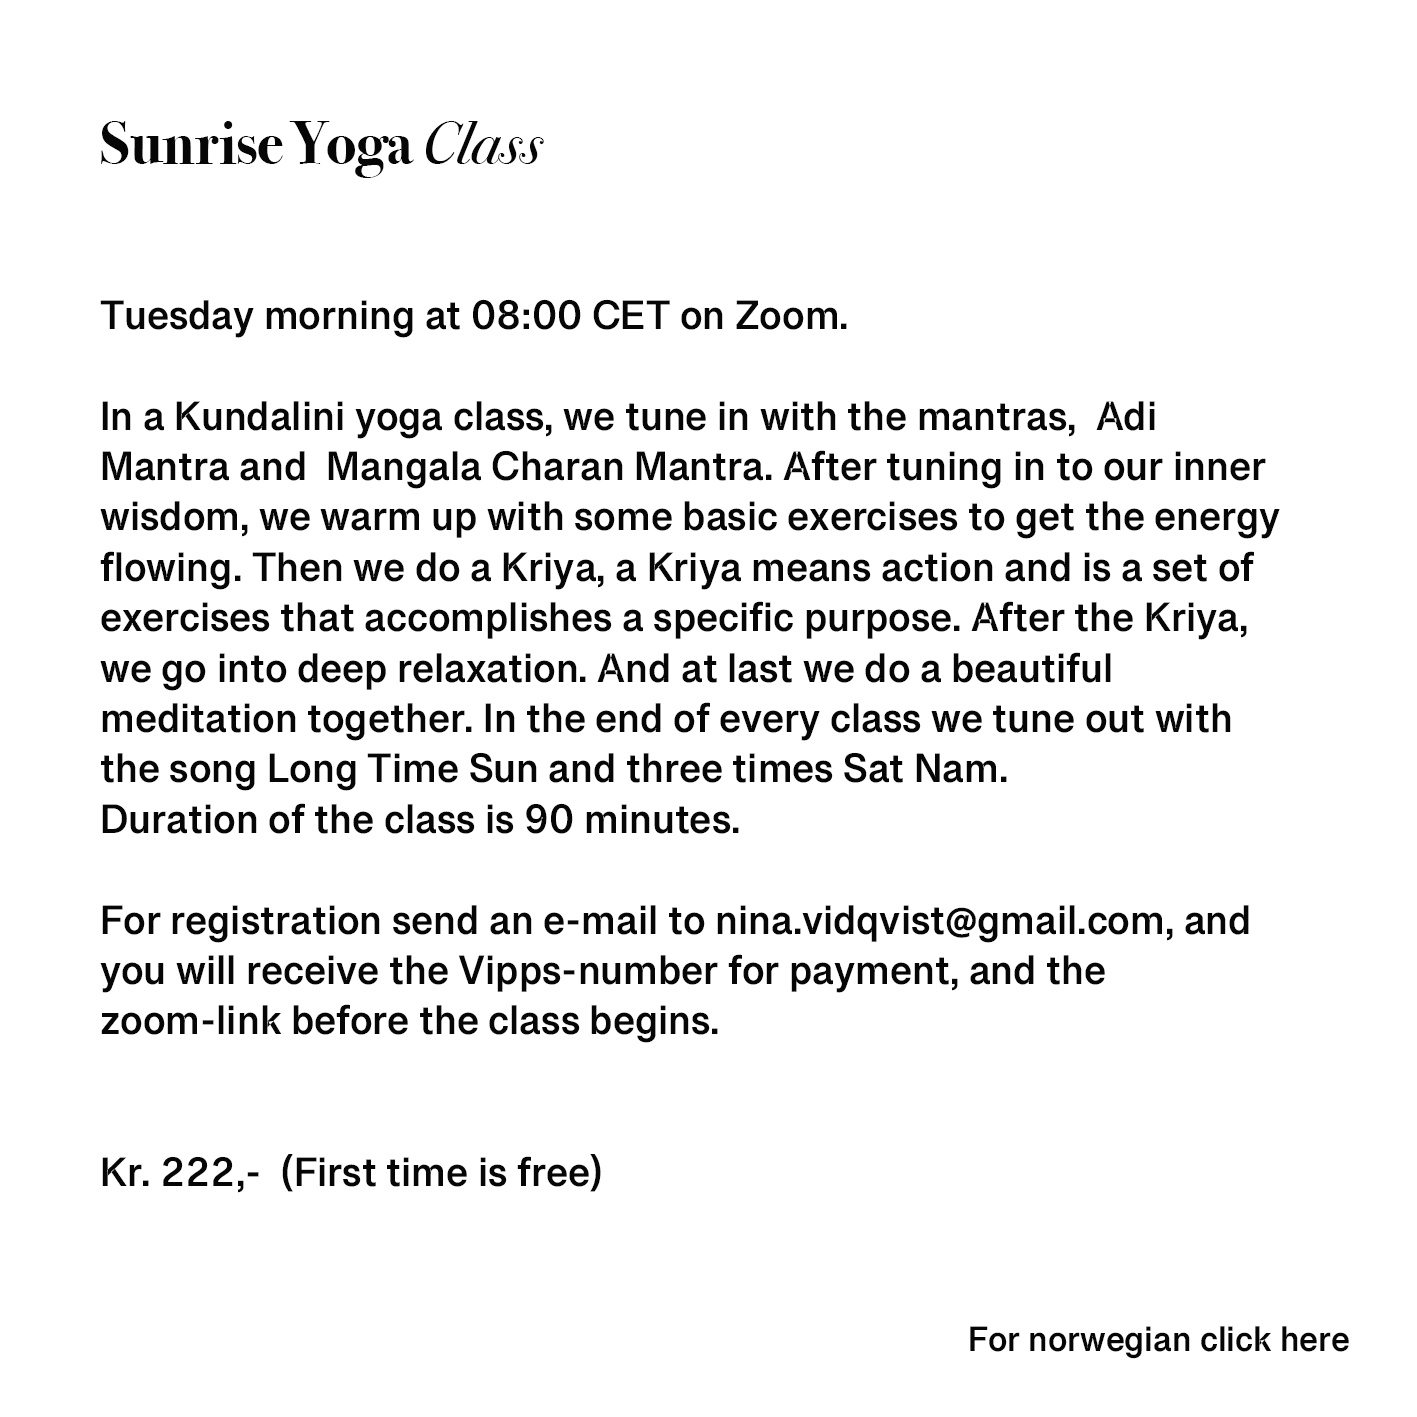 Sunrise Yoga Class
Tuesday morning at 08:00 CET on Zoom.
In a Kundalini yoga class, we tune in with the mantras,  Adi
Mantra and  Mangala Charan Mantra. After tuning in to our inner
wisdom, we warm up with some basic exercises to get the energy
flowing. Then we do a Kriya, a Kriya means action and is a set of
exercises that accomplishes a specific purpose. After the Kriya,
we go into deep relaxation. And at last we do a beautiful
meditation together. In the end of every class we tune out with
the song Long Time Sun and three times Sat Nam.
Duration of the class is 90 minutes.
For registration send an e-mail to nina.vidqvist@gmail.com, and
you will receive the Vipps-number for payment, and the
zoom-link before the class begins.
Kr. 222,-  (First time is free)
For norwegian click here